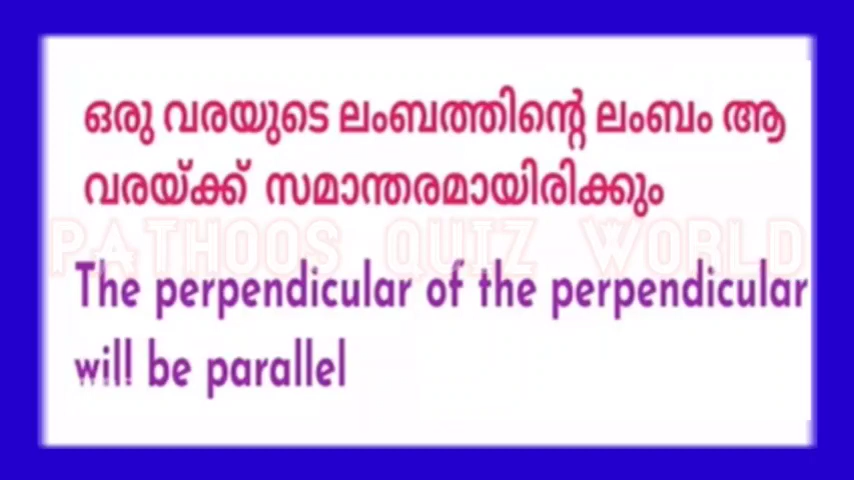 ഒരു വരയുടെ ലംബത്തിന്റെ ലംബം ആ
വരയ്ക്ക് സമാന്തരമായിരിക്കും
PATHOOS QUIZ WORLD
The perpendicular of the perpendicular
will be parallel